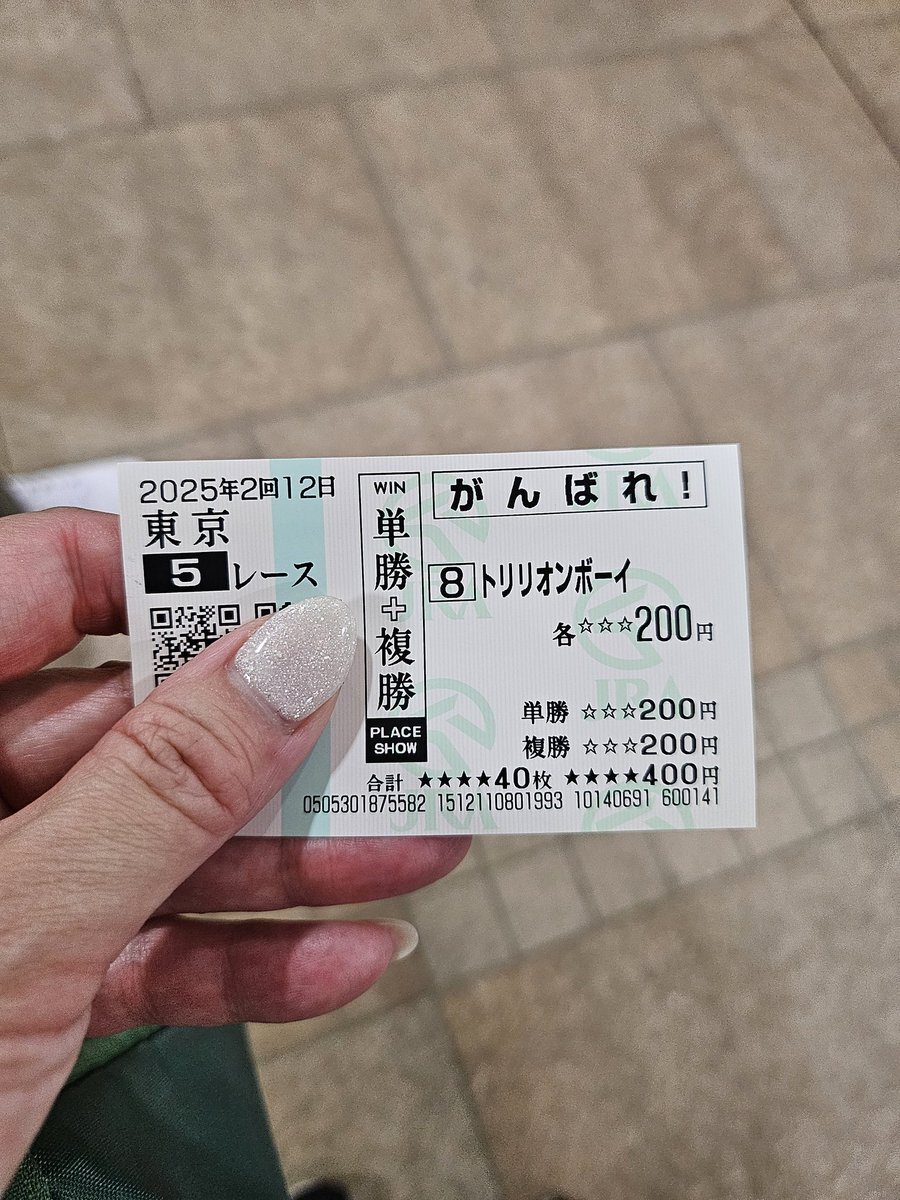 2025年2回12日
東京
5レース
WIN
単勝+複勝
PLACE
SHOW
がんばれ!
8トリリオンボーイ
各☆☆☆200円
単勝 ☆☆☆200円
複勝 ☆☆☆200円
合計 ★★★★40枚 ★★★★400円
0505301875582 1512110801993 10140691 600141
JRA
JRA
JRA